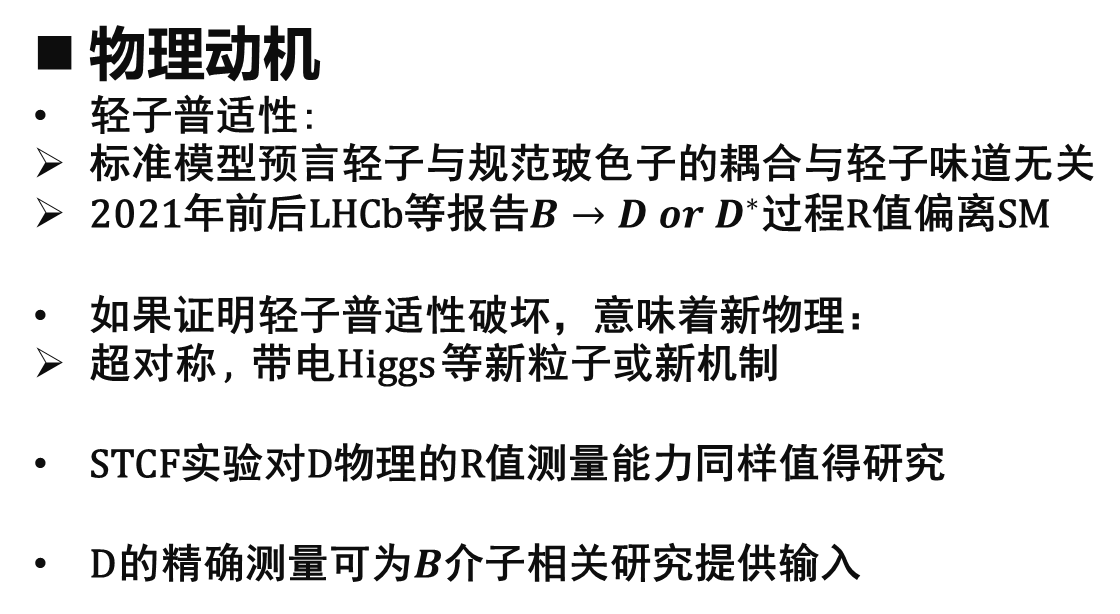 ■ 物理动机
• 轻子普适性：
➢ 标准模型预言轻子与规范玻色子的耦合与轻子味道无关
➢ 2021年前后LHCb等报告B → D or D*过程R值偏离SM
• 如果证明轻子普适性破坏，意味着新物理：
➢ 超对称，带电Higgs等新粒子或新机制
• STCF实验对D物理的R值测量能力同样值得研究
• D的精确测量可为B介子相关研究提供输入